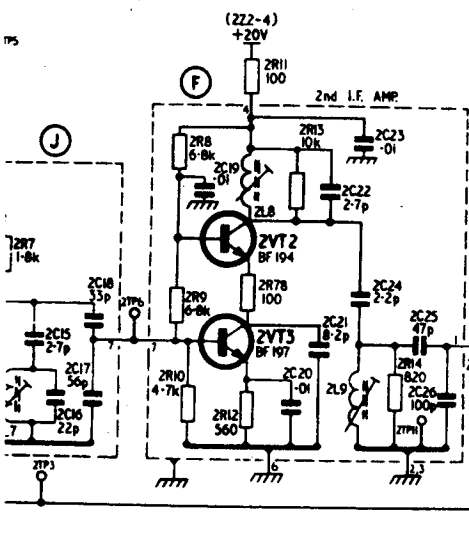 (2Z2-4)
+20V
TP5
2R11
100
F
4
2nd I.F. AMP.
2R8
6·8k
2R13
10k
2C23
·01
J
2C19
·01
2C22
2·7p
2L8
2VT2
BF 194
2R7
1·8k
2C18
33p
2TP6
2R9
6·8k
2R78
100
2C24
2·2p
2C15
2·7p
7
7
2VT3
BF 197
2C21
8·2p
2C25
47p
2C17
56p
2R10
4·7k
2C20
·01
2L9
2R14
820
2C26
100p
2C16
22p
2R12
560
2TP11
7
2TP3
6
2,3